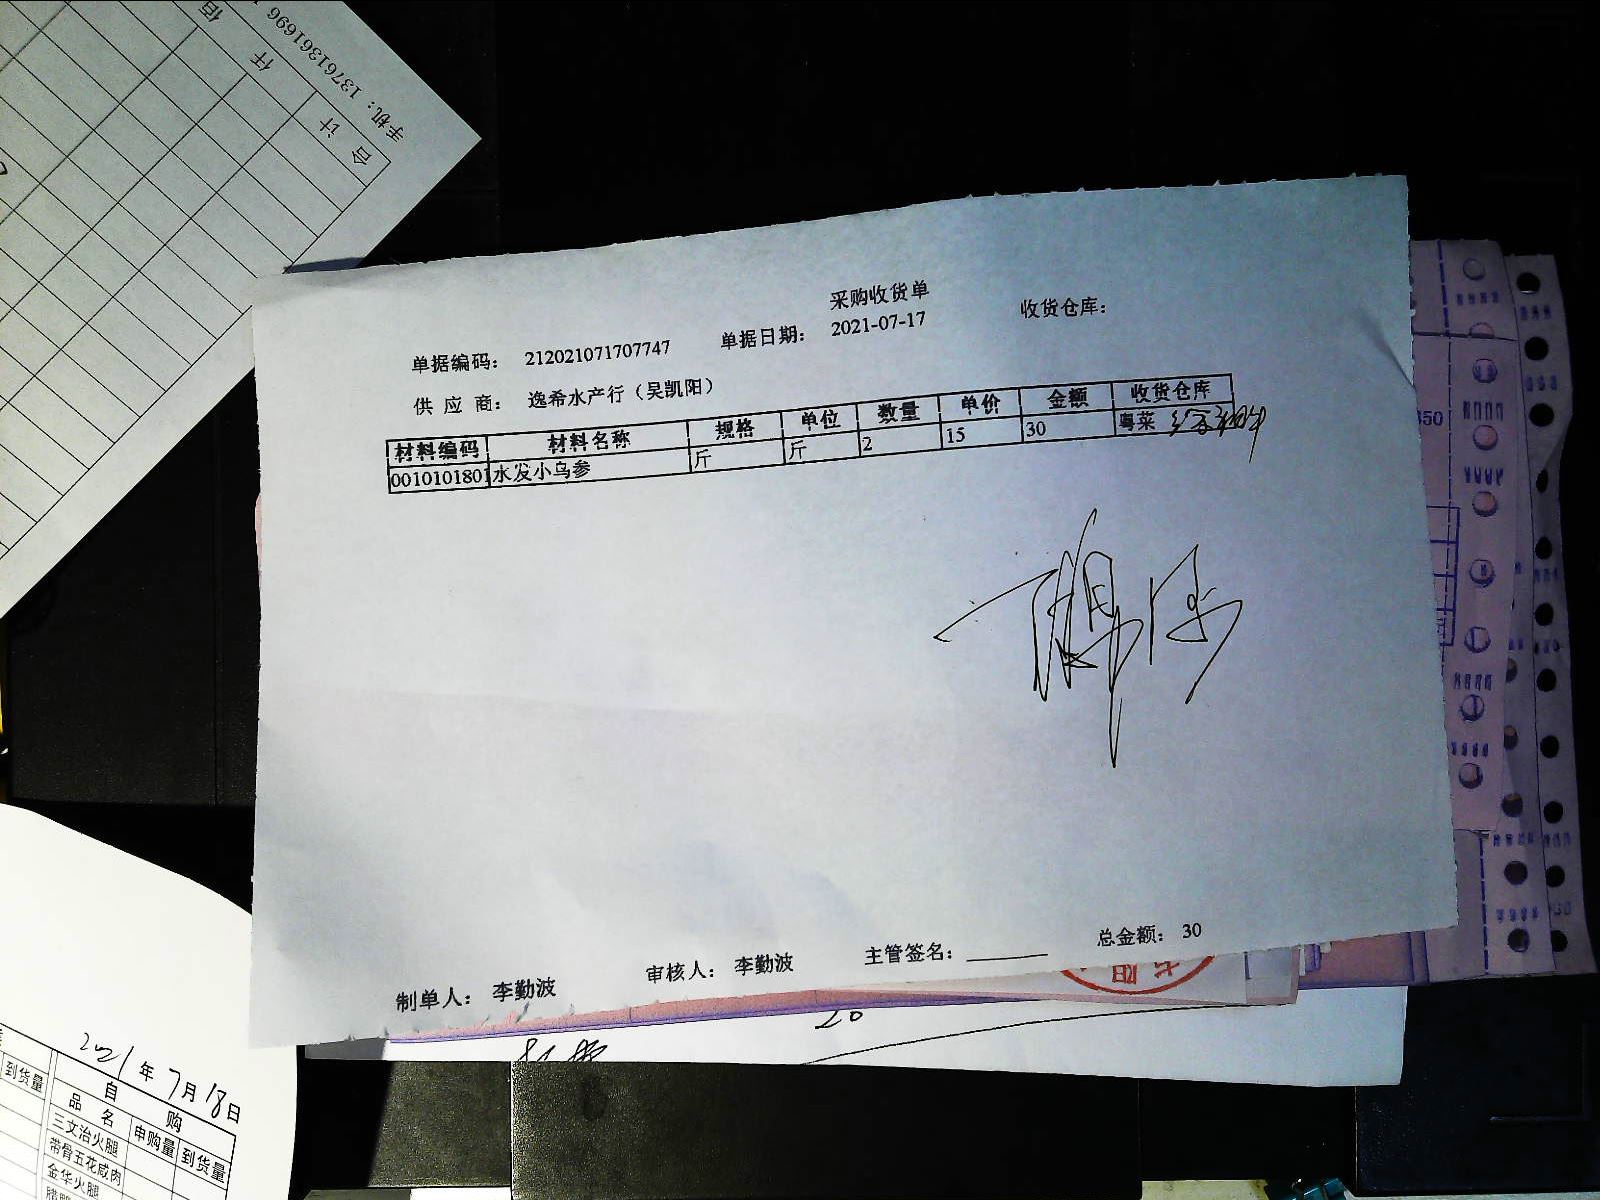 手机：13761361696
佰
仟
合计
采购收货单
单据编码： 212021071707747 单据日期： 2021-07-17 收货仓库：
供 应 商： 逸希水产行（吴凯阳）
材料编码 材料名称 规格 单位 数量 单价 金额 收货仓库
0010101801 水发小乌参 斤 斤 2 15 30 粤菜
制单人： 李勤波 审核人： 李勤波 主管签名： 总金额： 30
20
2021年7月18日
到货量 自 购
品 名 申购量 到货量
三文治火腿
带骨五花咸肉
金华火腿